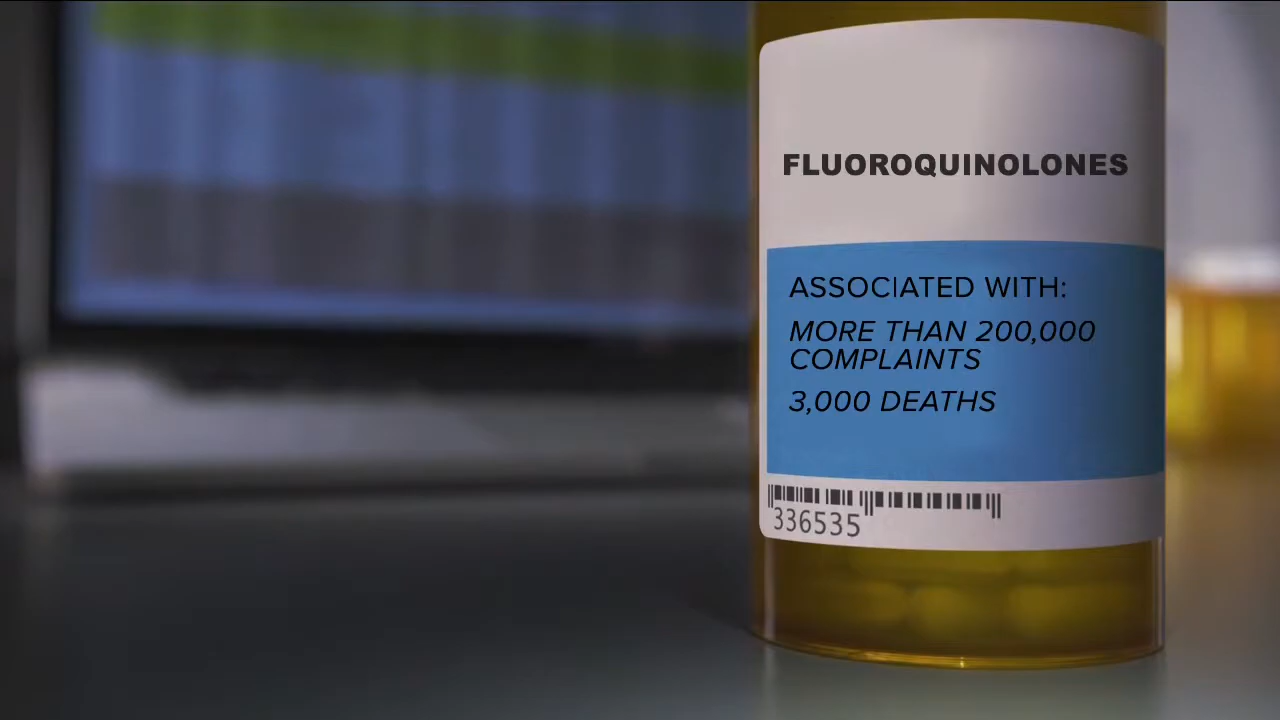 FLUOROQUINOLONES
ASSOCIATED WITH:
MORE THAN 200,000
COMPLAINTS
3,000 DEATHS
336535